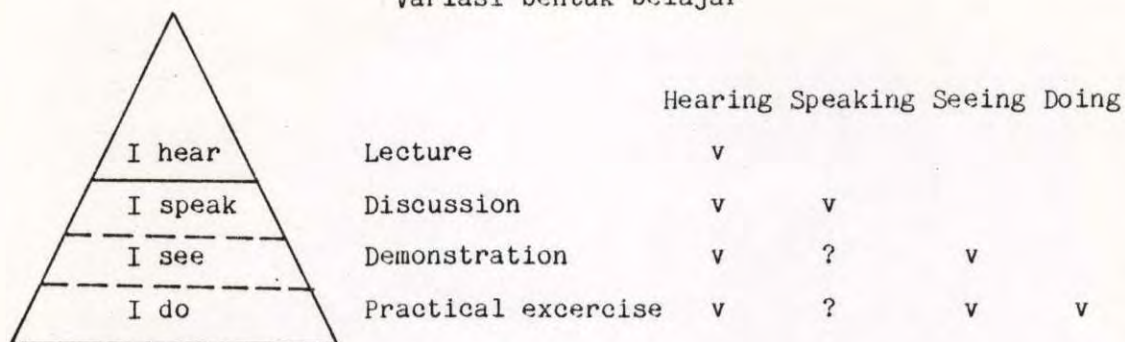 Variasi bentuk belajar
Hearing Speaking Seeing Doing
I hear Lecture v
I speak Discussion v v
I see Demonstration v ? v
I do Practical excercise v ? v v